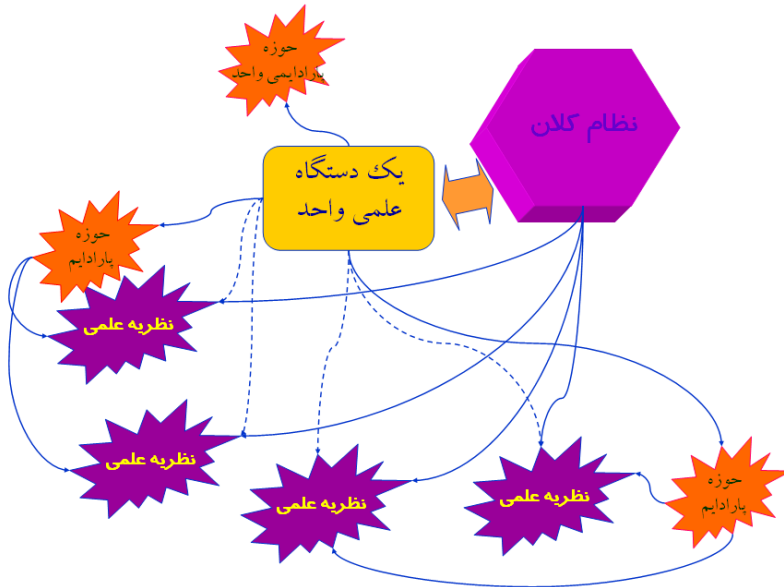 حوزه
پارادایمی واحد
نظام کلان
یک دستگاه
علمی واحد
حوزه
پارادایم
نظریه علمی
نظریه علمی
نظریه علمی
نظریه علمی
حوزه
پارادایم